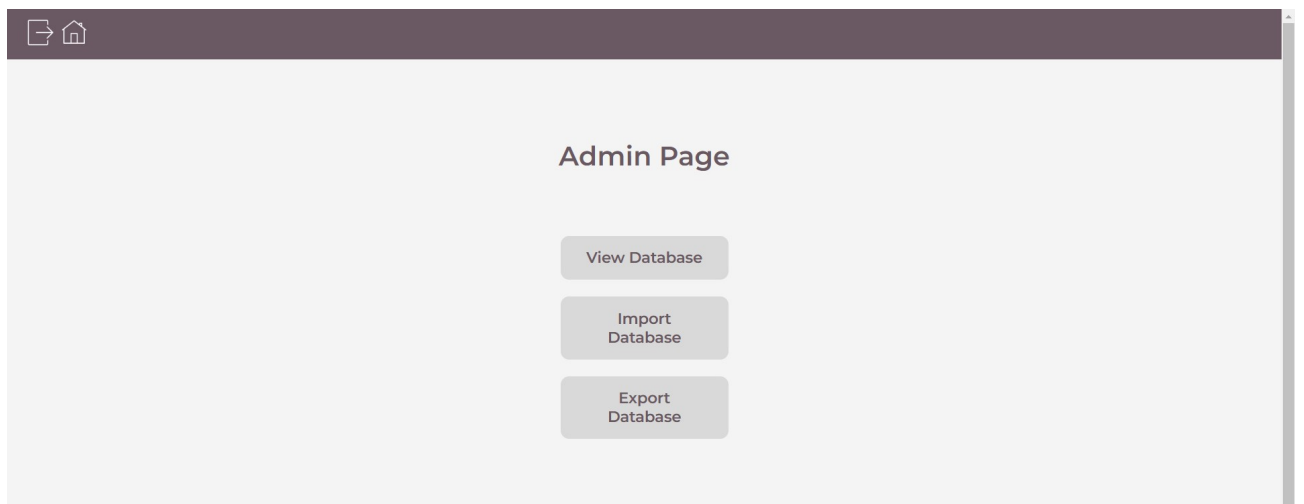 Admin Page
View Database
Import
Database
Export
Database